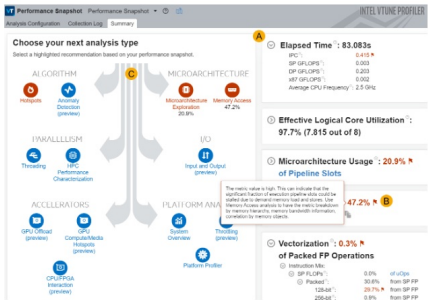 VT Performance Snapshot Performance Snapshot
INTEL VTUNE PROFILER
Analysis Configuration Collection Log Summary
Choose your next analysis type
Select a highlighted recommendation based on your performance snapshot.
A
C
ALGORITHM
Hotspots
Anomaly
Detection
(preview)
MICROARCHITECTURE
Microarchitecture
Exploration
20.9%
Memory Access
47.2%
PARALLELISM
Threading
HPC
Performance
Characterization
I/O
Input and Output
(preview)
ACCELERATORS
GPU Offload
(preview)
GPU
Compute/Media
Hotspots
(preview)
CPU/FPGA
Interaction
(preview)
PLATFORM ANA
System
Overview
Throttling
(preview)
Platform Profiler
Elapsed Time: 83.083s
IPC: 0.415
SP GFLOPS: 0.003
DP GFLOPS: 0.203
x87 GFLOPS: 0.002
Average CPU Frequency: 2.5 GHz
Effective Logical Core Utilization:
97.7% (7.815 out of 8)
Microarchitecture Usage: 20.9%
of Pipeline Slots
47.2%
B
The metric value is high. This can indicate that the
significant fraction of execution pipeline slots could be
stalled due to demand memory load and stores. Use
Memory Access analysis to have the metric breakdown
by memory hierarchy, memory bandwidth information,
correlation by memory objects.
Vectorization: 0.3%
of Packed FP Operations
Instruction Mix:
SP FLOPs: 0.0% of uOps
Packed: 30.6% from SP FP
128-bit: 29.7% from SP FP
256-bit: 0.9% from SP FP